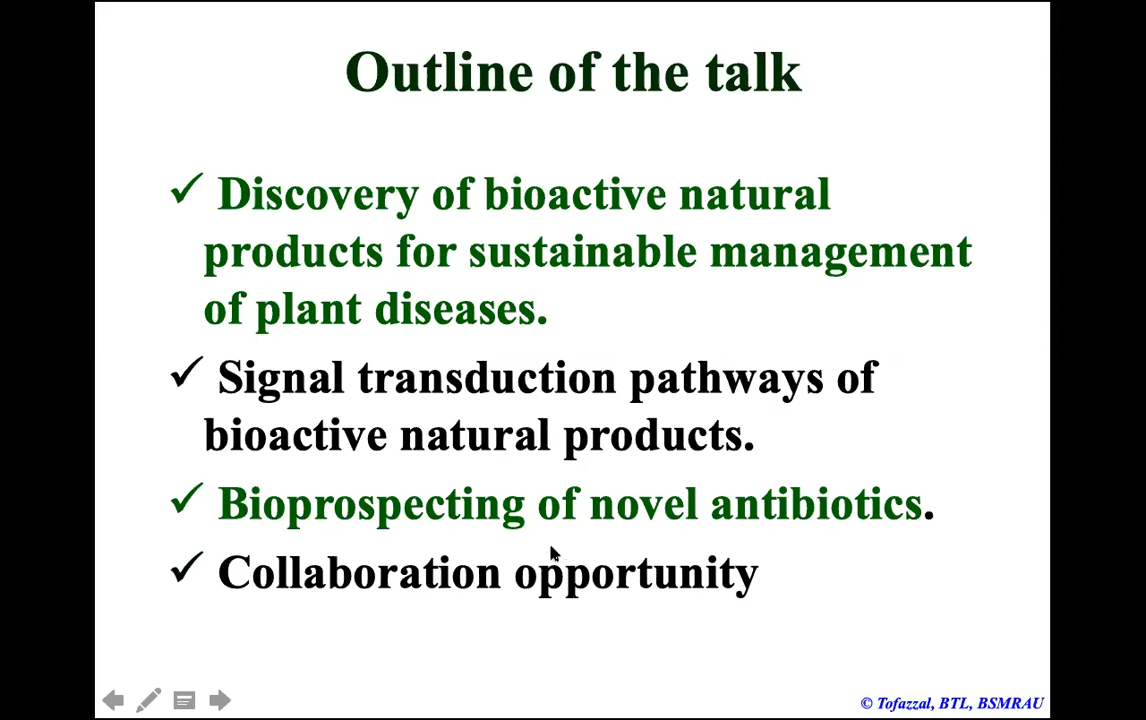 Outline of the talk
✓ Discovery of bioactive natural
products for sustainable management
of plant diseases.
✓ Signal transduction pathways of
bioactive natural products.
✓ Bioprospecting of novel antibiotics.
✓ Collaboration opportunity
© Tofazzal, BTL, BSMRAU